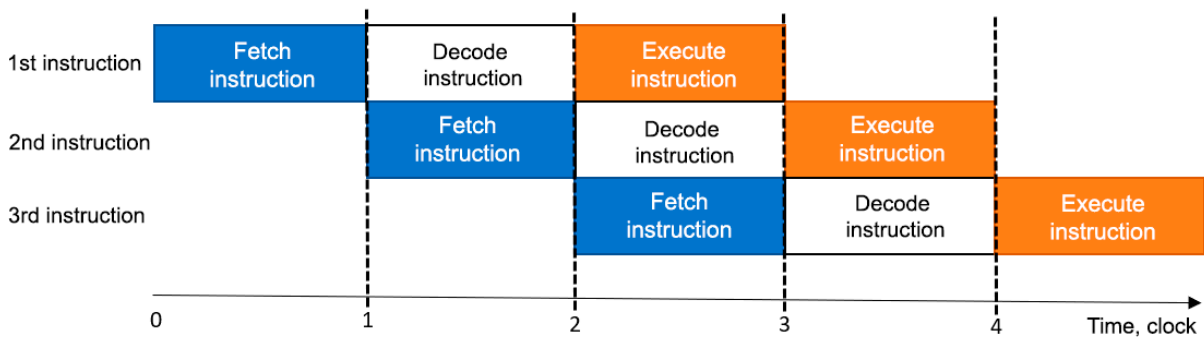 1st instruction
Fetch
instruction
Decode
instruction
Execute
instruction
2nd instruction
Fetch
instruction
Decode
instruction
Execute
instruction
3rd instruction
Fetch
instruction
Decode
instruction
Execute
instruction
0
1
2
3
4
Time, clock